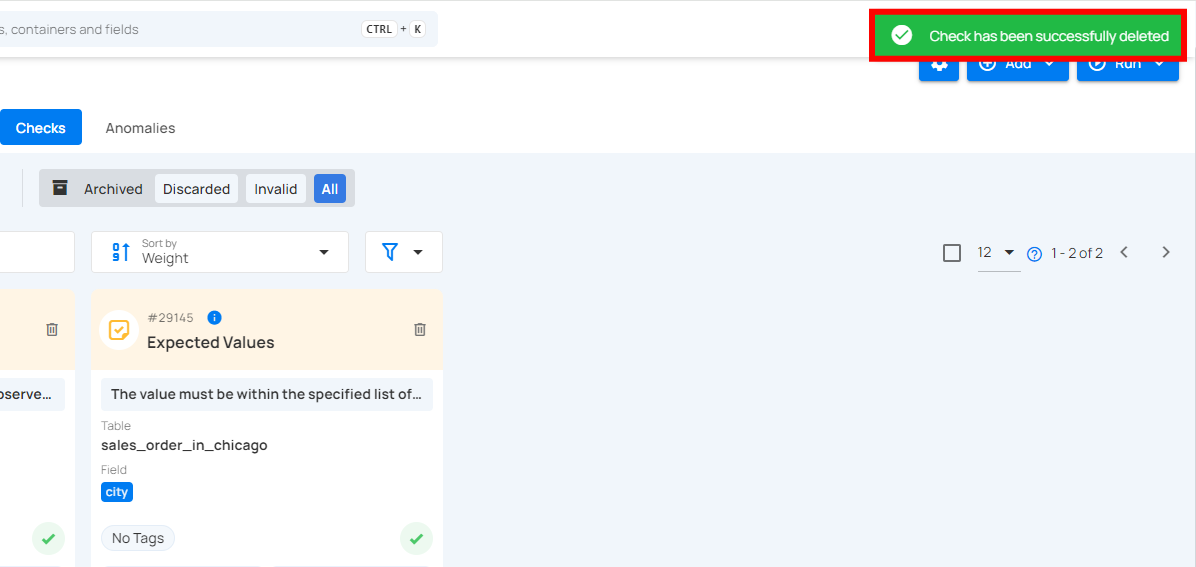 s, containers and fields
CTRL + K
Check has been successfully deleted
Add
Run
Checks
Anomalies
Archived
Discarded
Invalid
All
Sort by
Weight
12
1 - 2 of 2
#29145
Expected Values
observe...
The value must be within the specified list of...
Table
sales_order_in_chicago
Field
city
No Tags